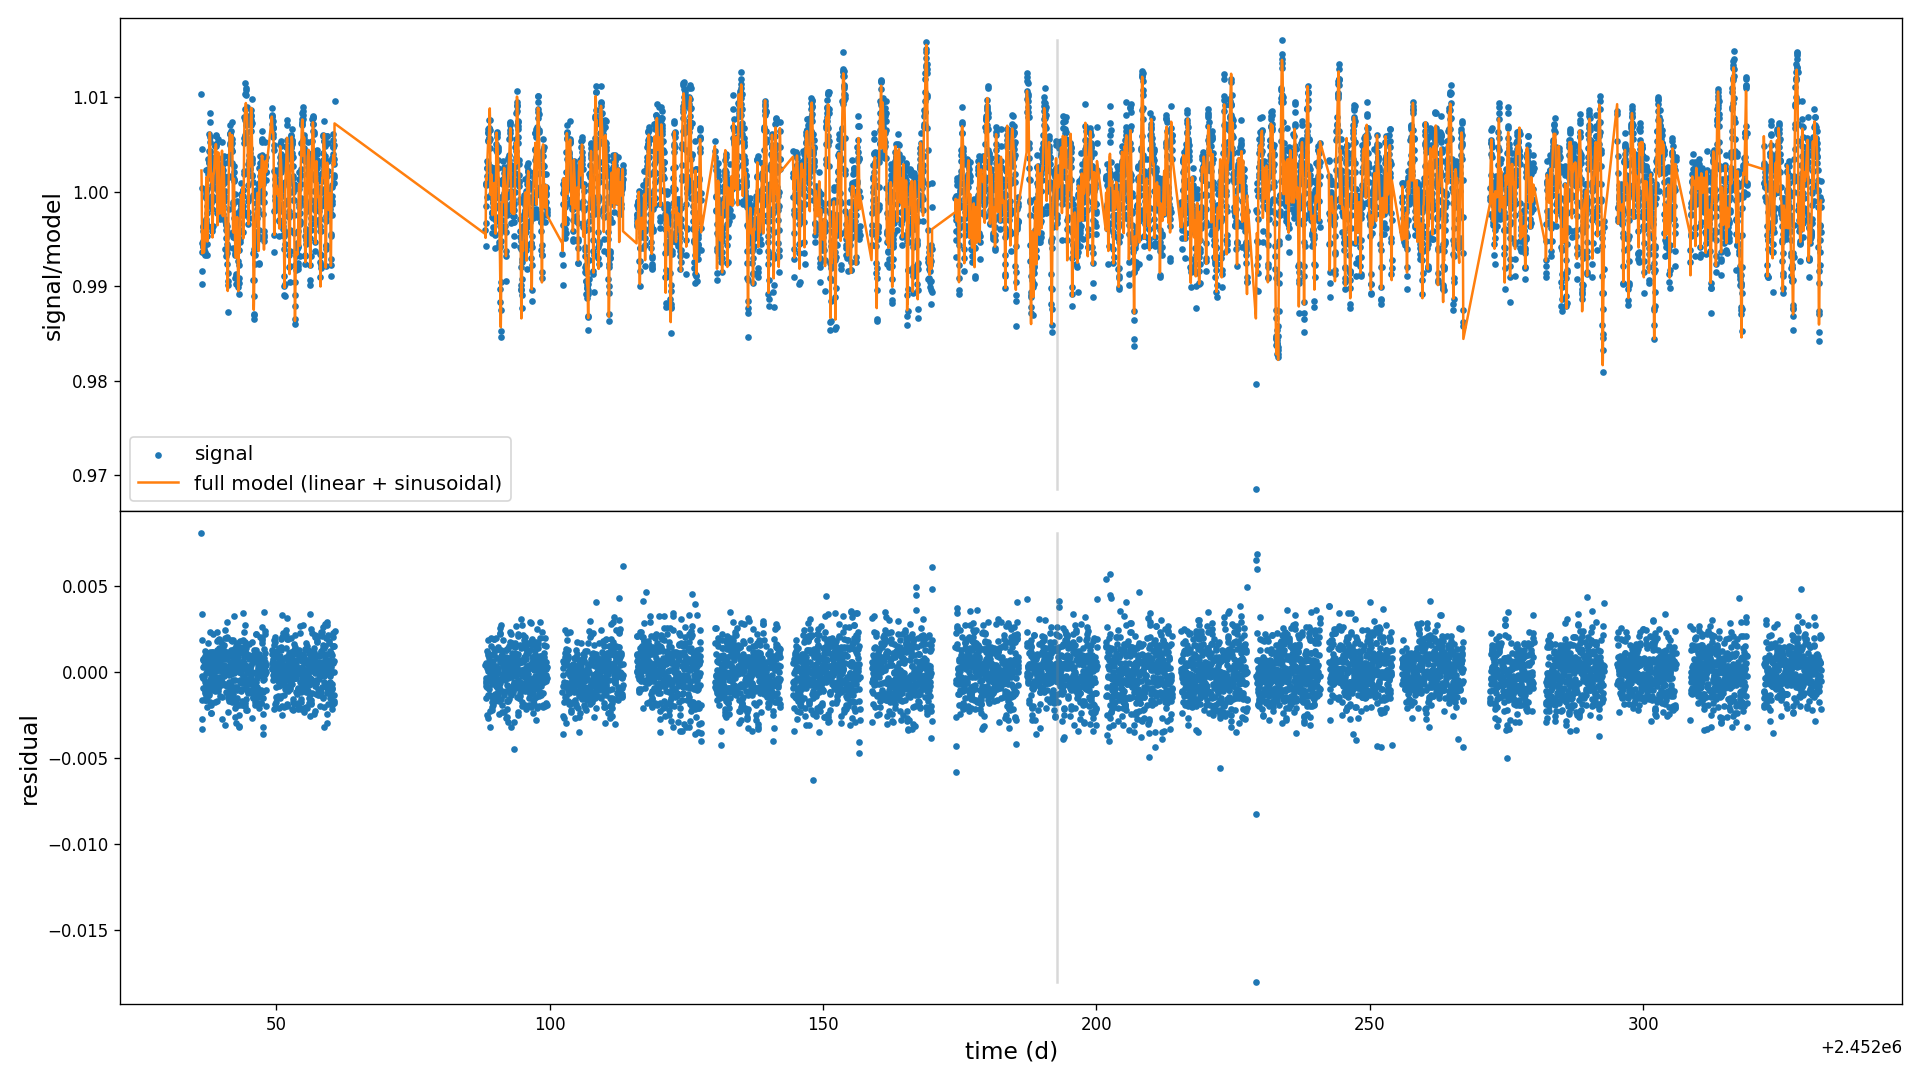 signal/model
1.01
1.00
0.99
0.98
0.97
signal
full model (linear + sinusoidal)
residual
0.005
0.000
−0.005
−0.010
−0.015
50
100
150
200
250
300
time (d)
+2.452e6